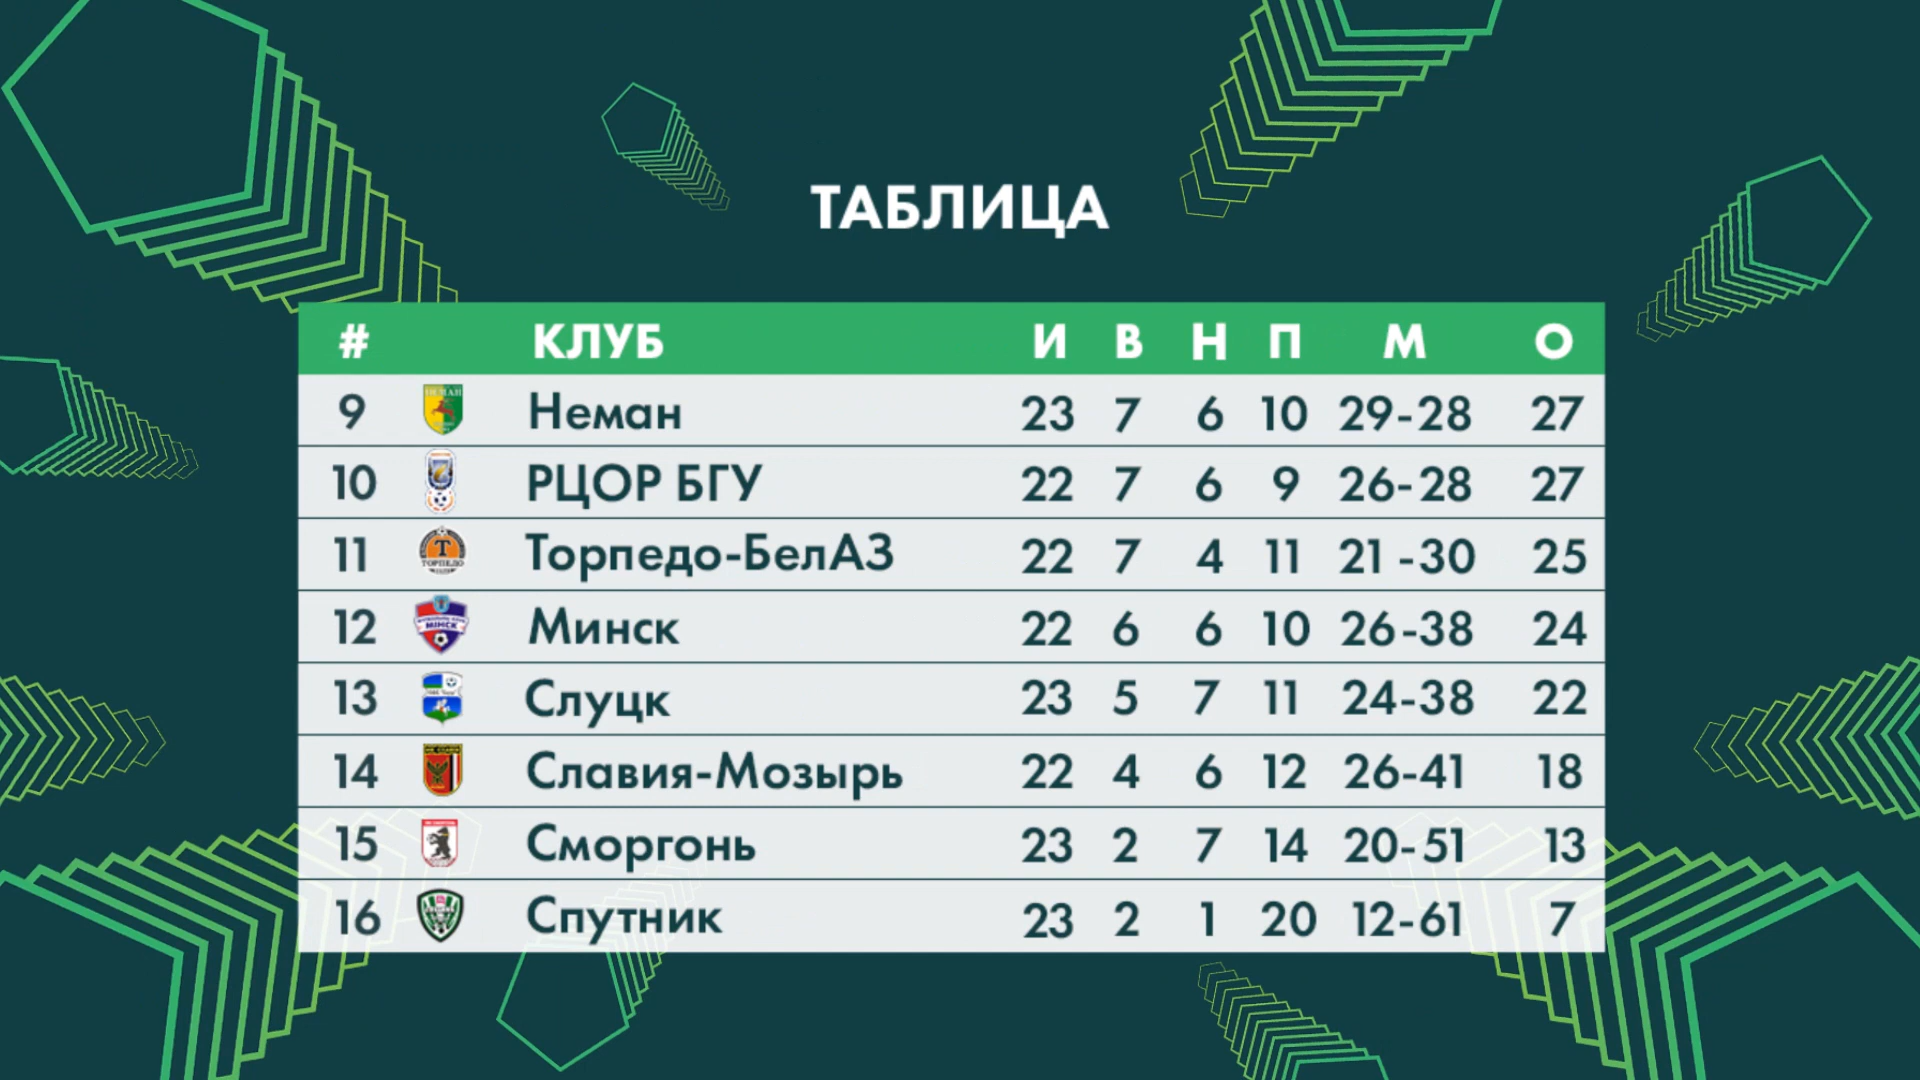 ТАБЛИЦА
# КЛУБ И В Н П М О
9 Неман 23 7 6 10 29-28 27
10 РЦОР БГУ 22 7 6 9 26-28 27
11 Торпедо-БелАЗ 22 7 4 11 21-30 25
12 Минск 22 6 6 10 26-38 24
13 Слуцк 23 5 7 11 24-38 22
14 Славия-Мозырь 22 4 6 12 26-41 18
15 Сморгонь 23 2 7 14 20-51 13
16 Спутник 23 2 1 20 12-61 7